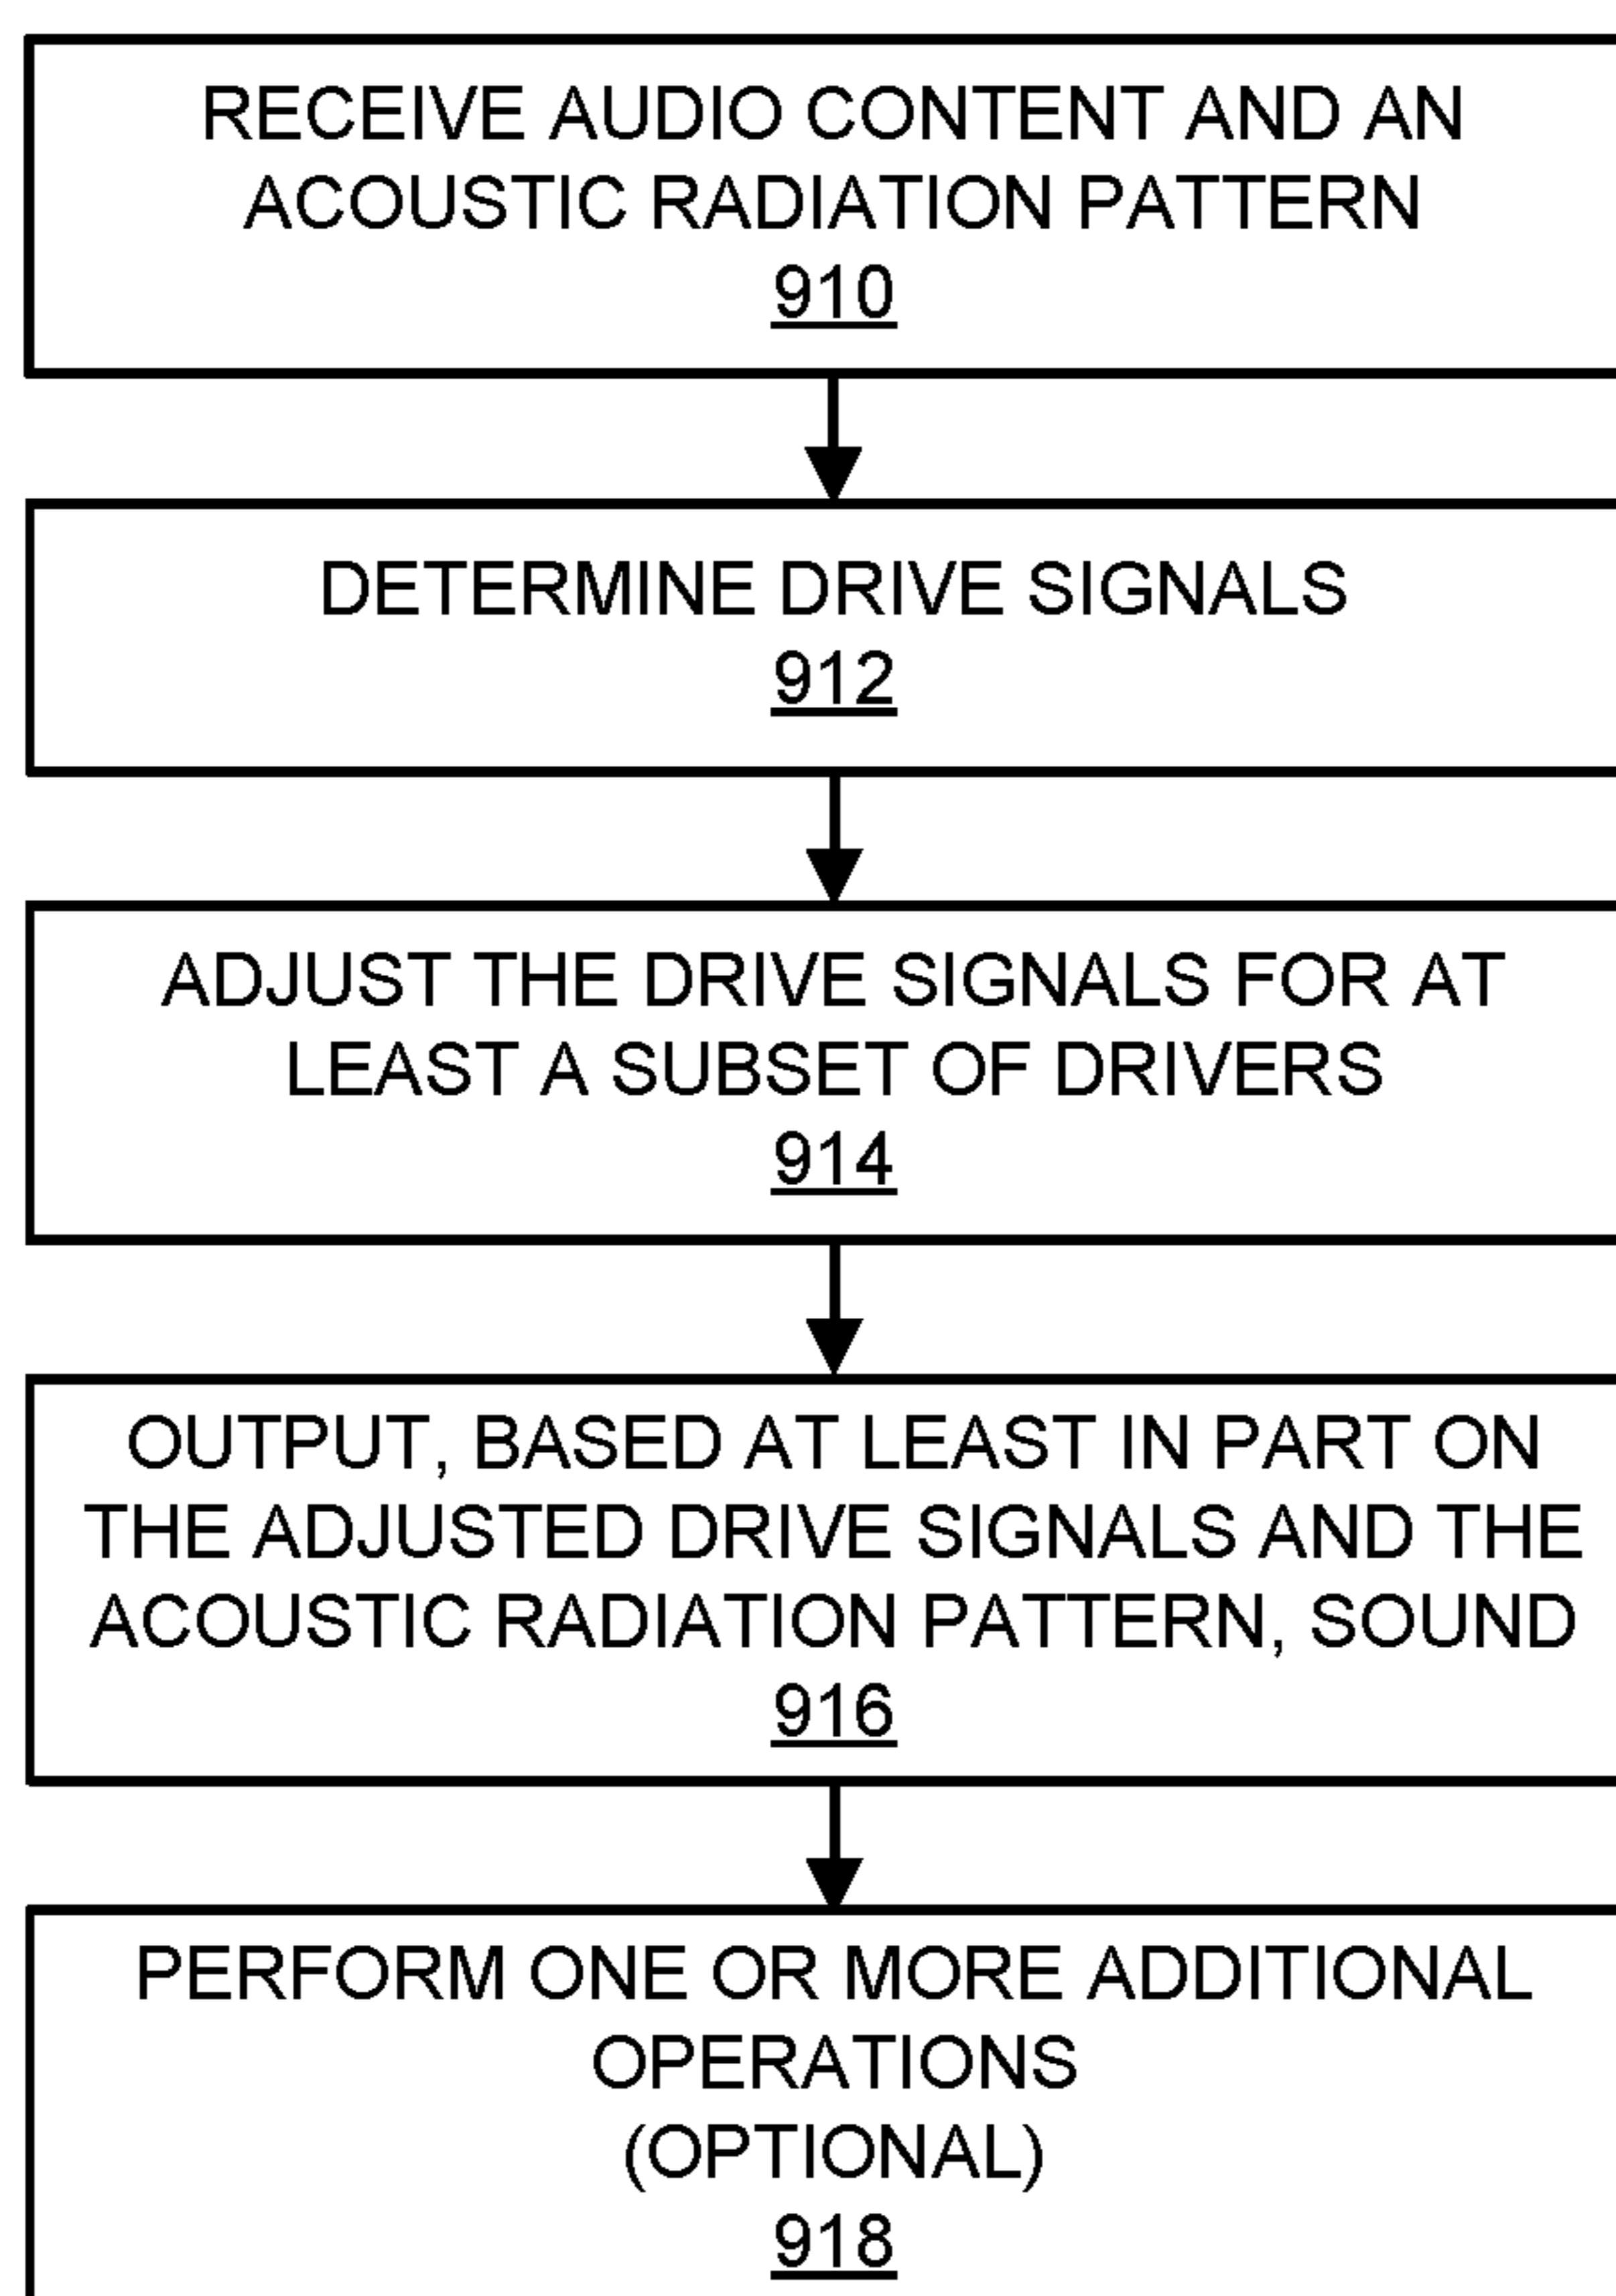 RECEIVE AUDIO CONTENT AND AN
ACOUSTIC RADIATION PATTERN
910
DETERMINE DRIVE SIGNALS
912
ADJUST THE DRIVE SIGNALS FOR AT
LEAST A SUBSET OF DRIVERS
914
OUTPUT, BASED AT LEAST IN PART ON
THE ADJUSTED DRIVE SIGNALS AND THE
ACOUSTIC RADIATION PATTERN, SOUND
916
PERFORM ONE OR MORE ADDITIONAL
OPERATIONS
(OPTIONAL)
918